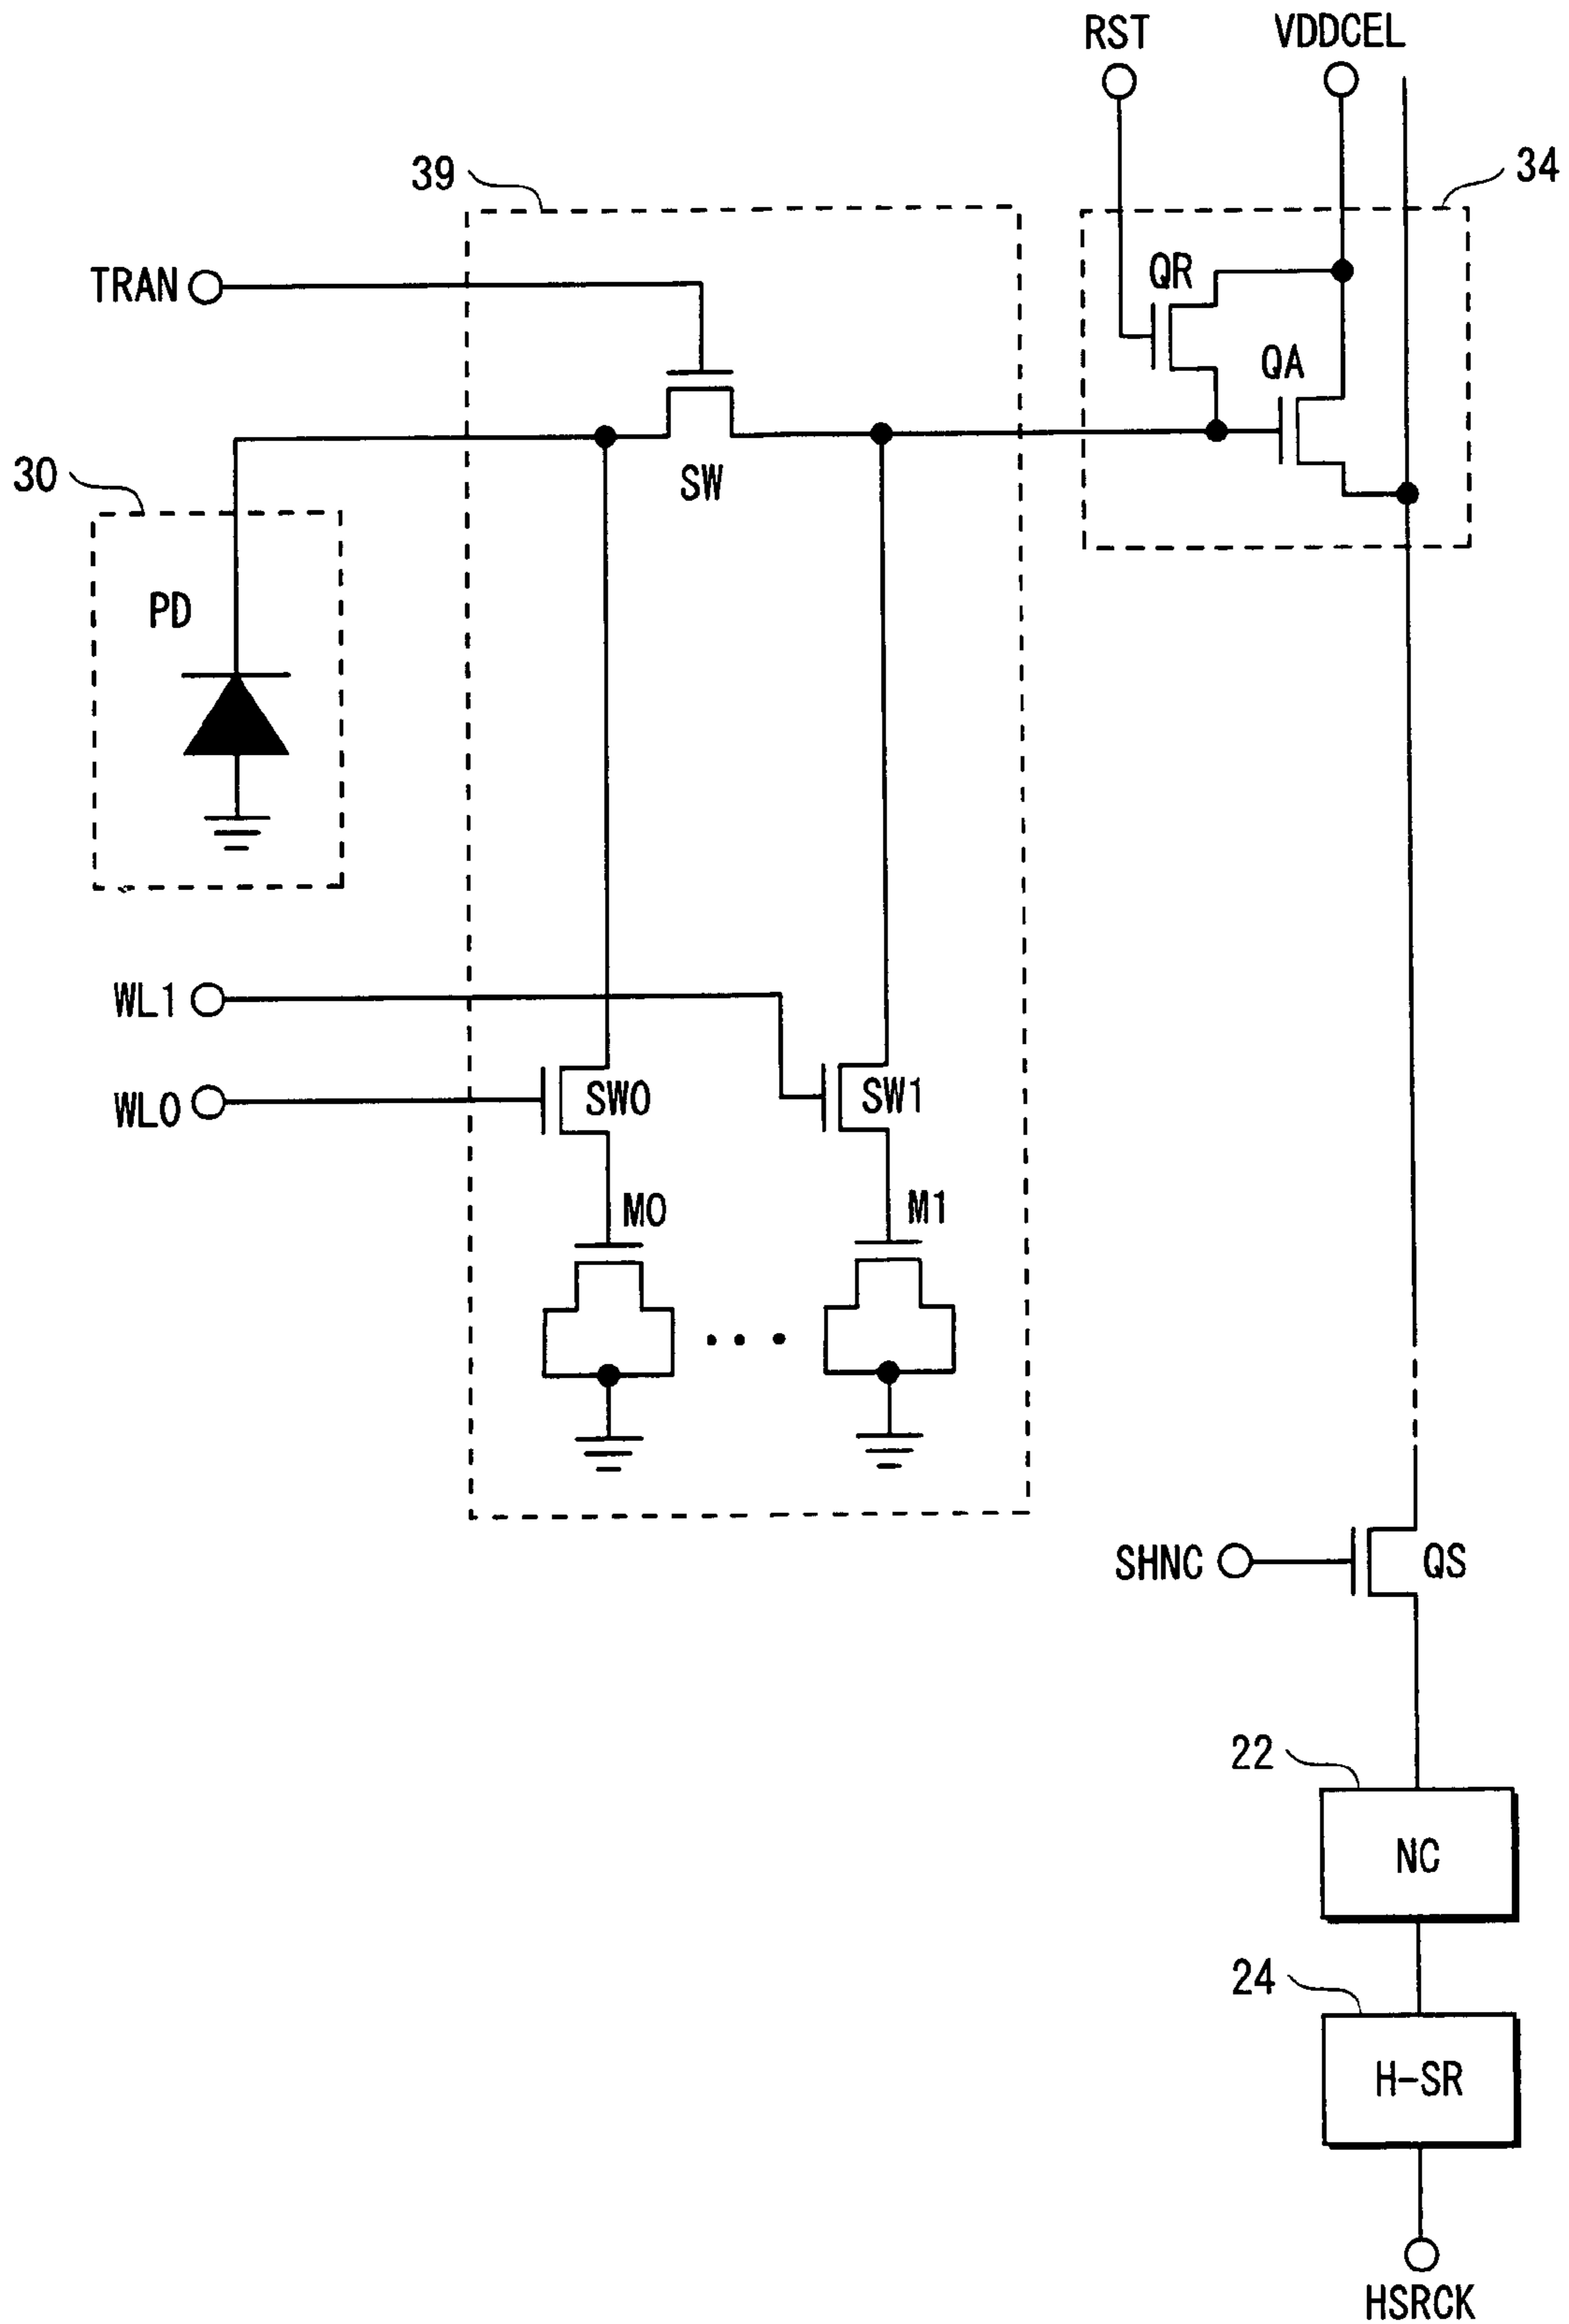 RST
VDDCEL
39
34
TRAN
QR
QA
SW
30
PD
WL1
WL0
SW0
SW1
M0
M1
SHNC
QS
22
NC
24
H-SR
HSRCK